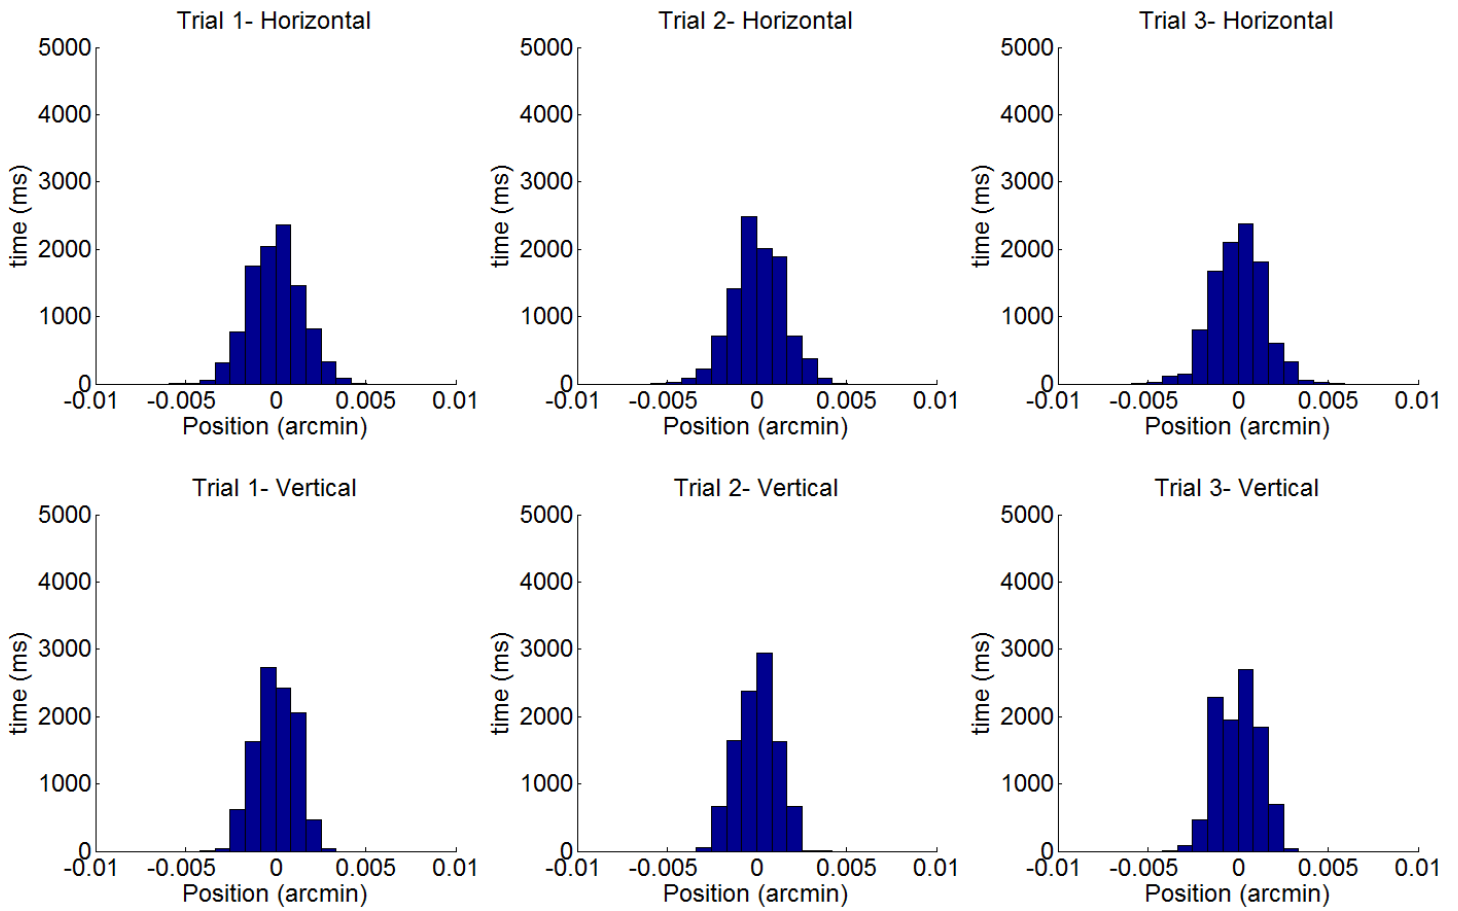 Trial 1- Horizontal
5000
4000
3000
2000
1000
0
time (ms)
-0.01 -0.005 0 0.005 0.01
Position (arcmin)
Trial 2- Horizontal
5000
4000
3000
2000
1000
0
time (ms)
-0.01 -0.005 0 0.005 0.01
Position (arcmin)
Trial 3- Horizontal
5000
4000
3000
2000
1000
0
time (ms)
-0.01 -0.005 0 0.005 0.01
Position (arcmin)
Trial 1- Vertical
5000
4000
3000
2000
1000
0
time (ms)
-0.01 -0.005 0 0.005 0.01
Position (arcmin)
Trial 2- Vertical
5000
4000
3000
2000
1000
0
time (ms)
-0.01 -0.005 0 0.005 0.01
Position (arcmin)
Trial 3- Vertical
5000
4000
3000
2000
1000
0
time (ms)
-0.01 -0.005 0 0.005 0.01
Position (arcmin)